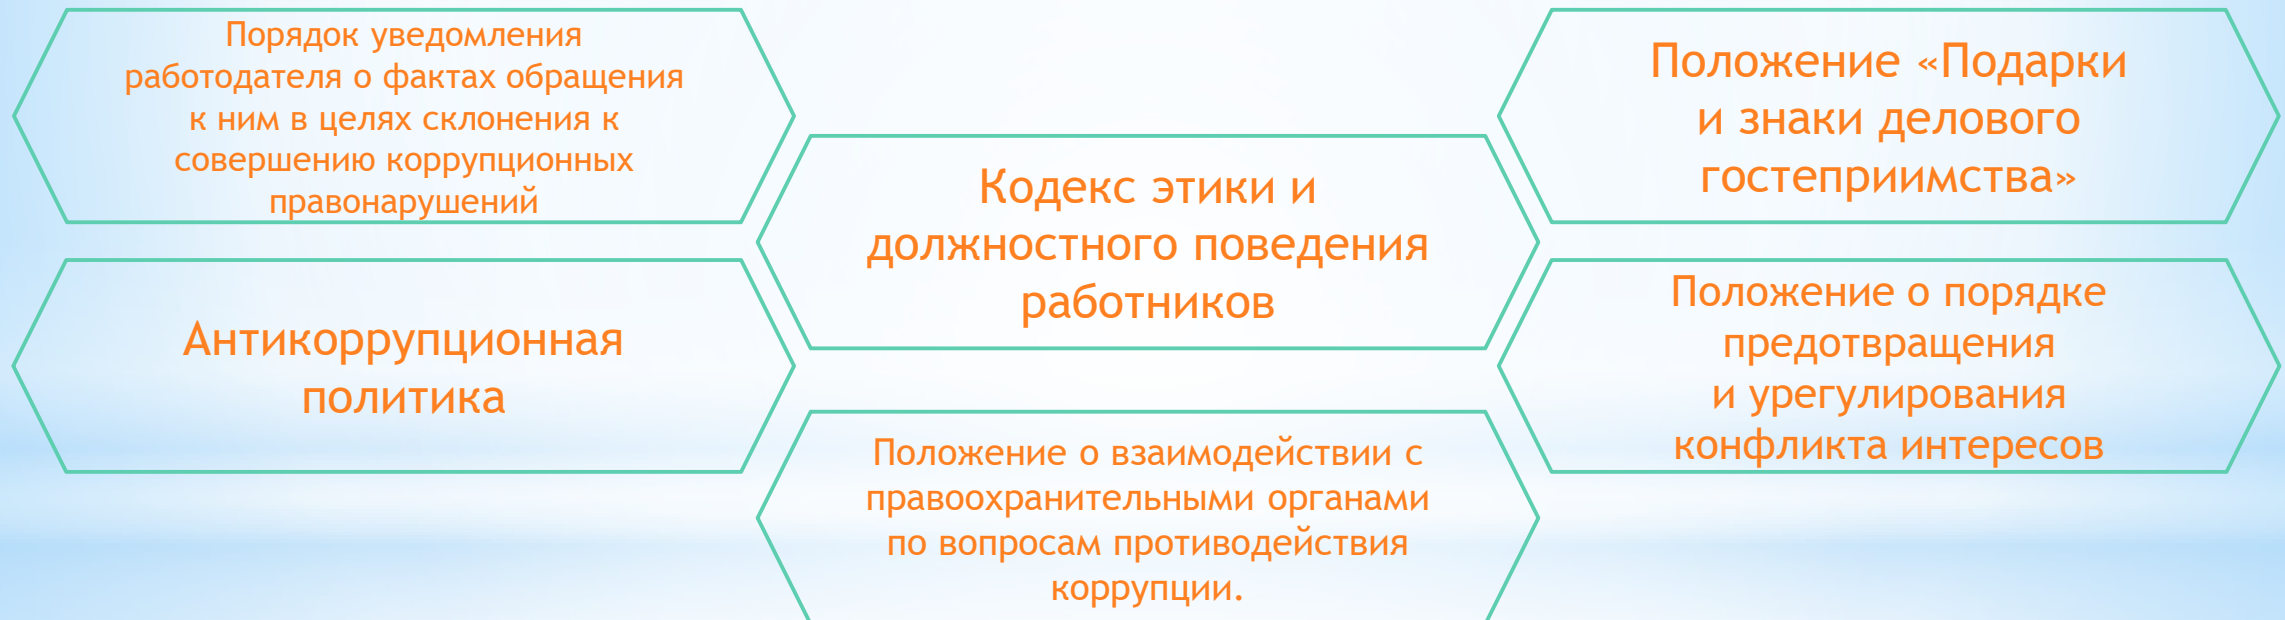 Порядок уведомления
работодателя о фактах обращения
к ним в целях склонения к
совершению коррупционных
правонарушений
Антикоррупционная
политика
Кодекс этики и
должностного поведения
работников
Положение о взаимодействии с
правоохранительными органами
по вопросам противодействия
коррупции.
Положение «Подарки
и знаки делового
гостеприимства»
Положение о порядке
предотвращения
и урегулирования
конфликта интересов